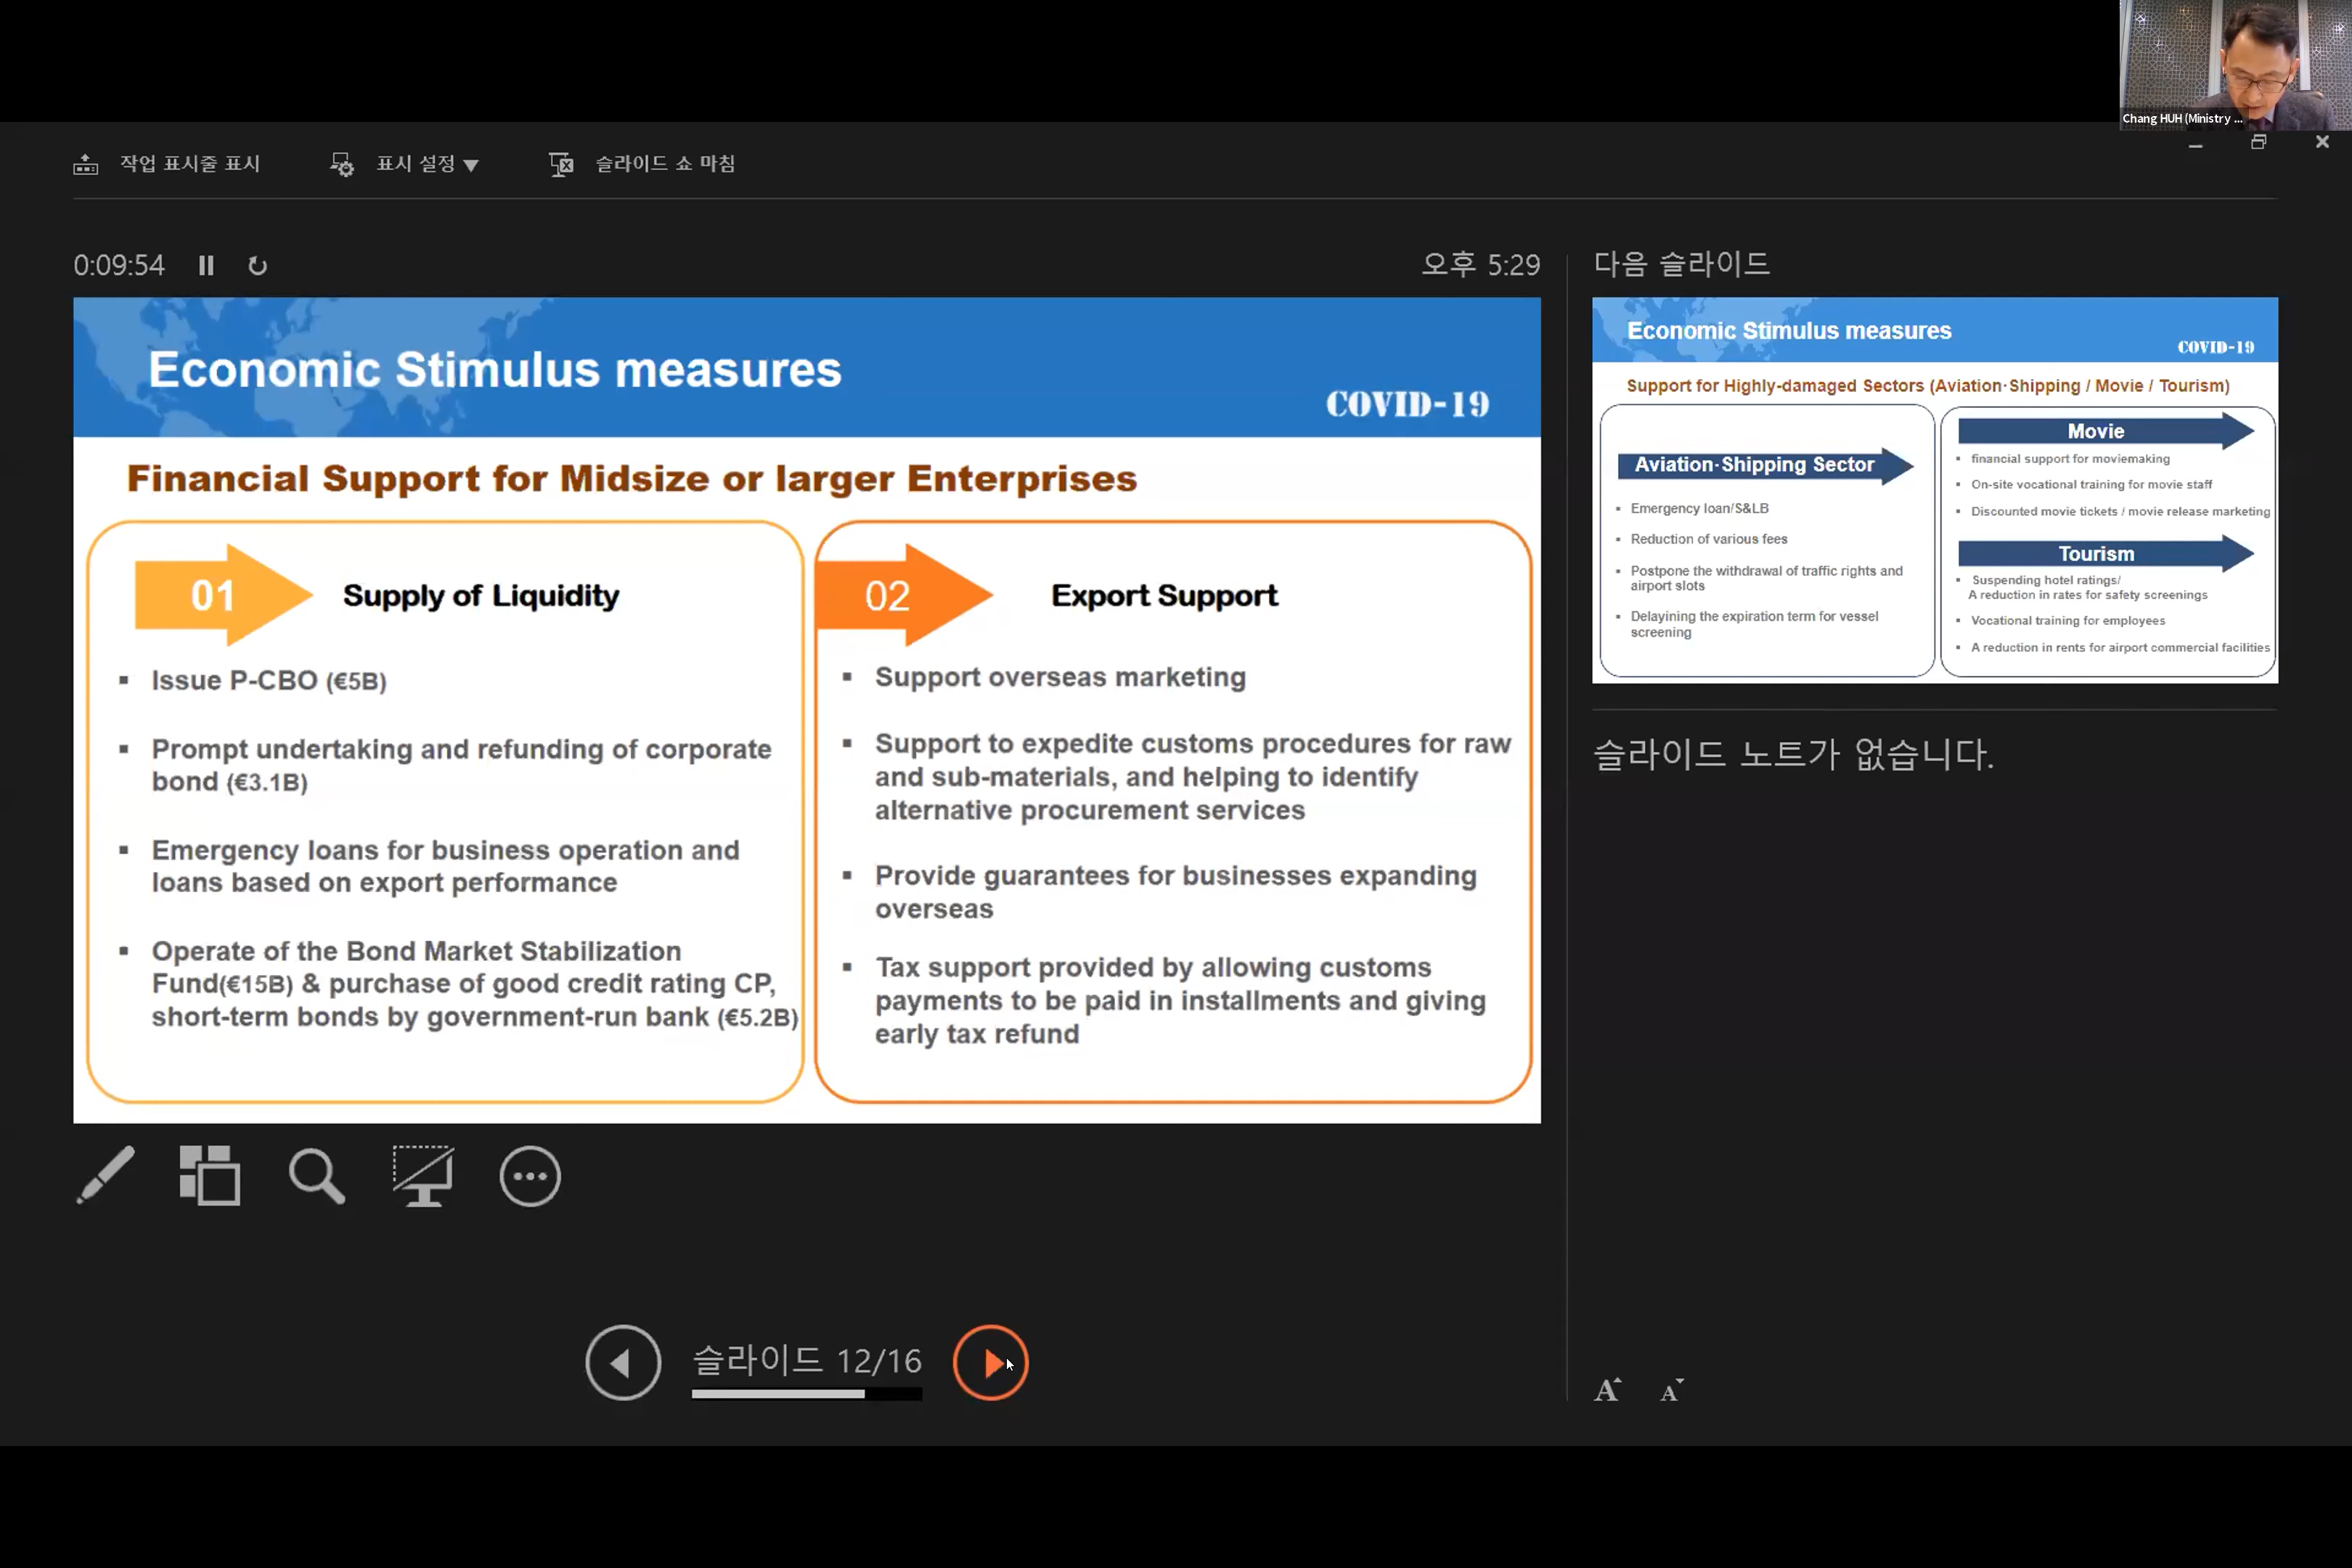 Chang HUH (Ministry ...
작업 표시줄 표시
표시 설정
슬라이드 쇼 마침
0:09:54
오후 5:29
Economic Stimulus measures
COVID-19
Financial Support for Midsize or larger Enterprises
01
Supply of Liquidity
▪ Issue P-CBO (€5B)
▪ Prompt undertaking and refunding of corporate
bond (€3.1B)
▪ Emergency loans for business operation and
loans based on export performance
▪ Operate of the Bond Market Stabilization
Fund(€15B) & purchase of good credit rating CP,
short-term bonds by government-run bank (€5.2B)
02
Export Support
▪ Support overseas marketing
▪ Support to expedite customs procedures for raw
and sub-materials, and helping to identify
alternative procurement services
▪ Provide guarantees for businesses expanding
overseas
▪ Tax support provided by allowing customs
payments to be paid in installments and giving
early tax refund
슬라이드 12/16
다음 슬라이드
Economic Stimulus measures
COVID-19
Support for Highly-damaged Sectors (Aviation·Shipping / Movie / Tourism)
Aviation·Shipping Sector
▪ Emergency loan/S&LB
▪ Reduction of various fees
▪ Postpone the withdrawal of traffic rights and
airport slots
▪ Delayining the expiration term for vessel
screening
Movie
▪ financial support for moviemaking
▪ On-site vocational training for movie staff
▪ Discounted movie tickets / movie release marketing
Tourism
▪ Suspending hotel ratings/
A reduction in rates for safety screenings
▪ Vocational training for employees
▪ A reduction in rents for airport commercial facilities
슬라이드 노트가 없습니다.
A A